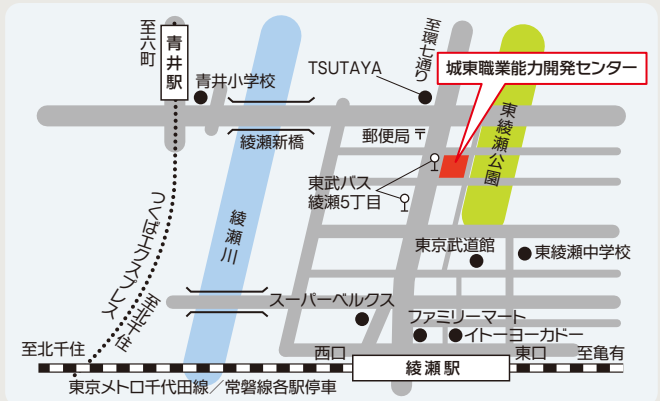 至六町
青井駅
青井小学校
TSUTAYA
至環七通り
城東職業能力開発センター
綾瀬新橋
郵便局 〒
東綾瀬公園
東武バス
綾瀬5丁目
つくばエクスプレス
至北千住
綾瀬川
東京武道館
東綾瀬中学校
スーパーベルクス
ファミリーマート
イトーヨーカドー
至北千住
西口
綾瀬駅
東口
至亀有
東京メトロ千代田線／常磐線各駅停車